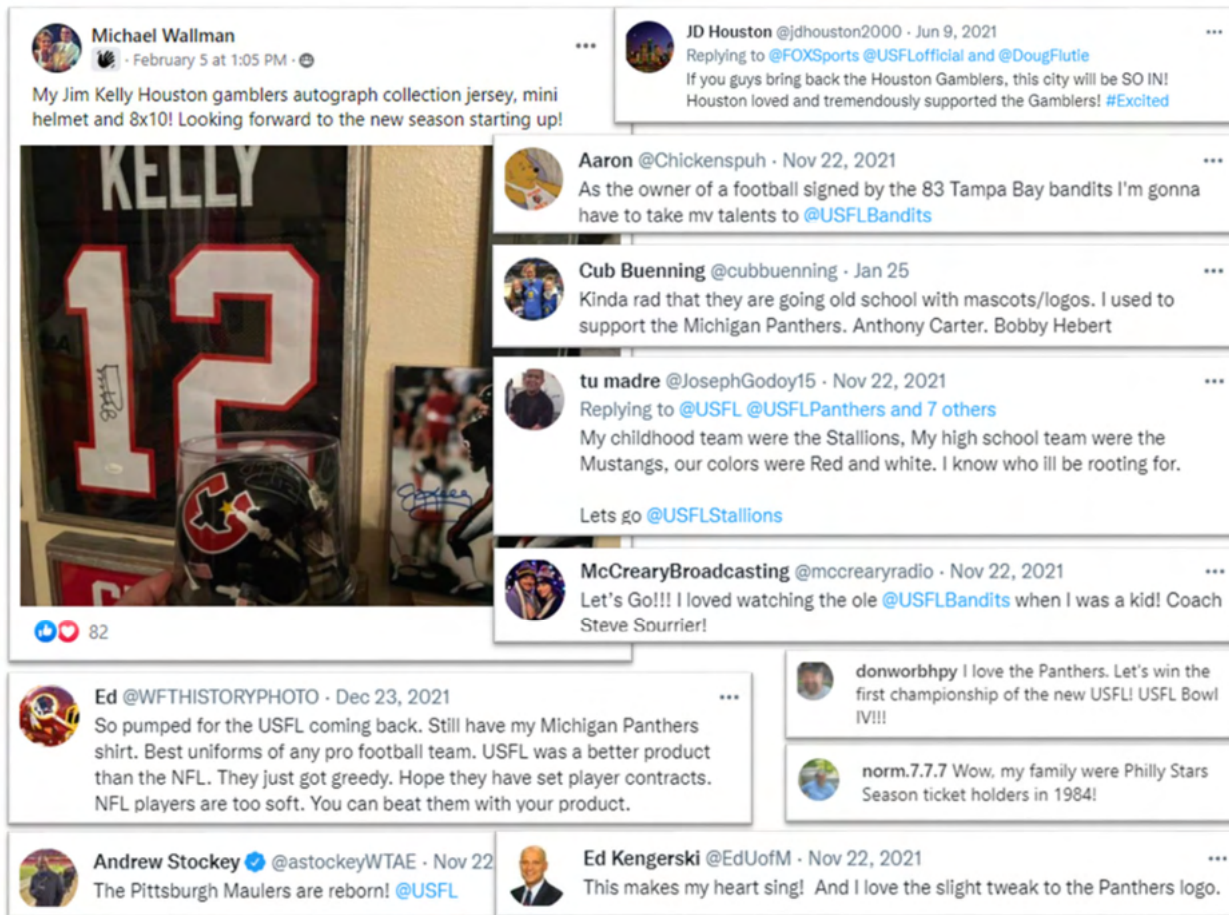 Michael Wallman
· February 5 at 1:05 PM ·
My Jim Kelly Houston gamblers autograph collection jersey, mini
helmet and 8x10! Looking forward to the new season starting up!
KELLY
12
82
JD Houston @jdhouston2000 · Jun 9, 2021
Replying to @FOXSports @USFLofficial and @DougFlutie
If you guys bring back the Houston Gamblers, this city will be SO IN!
Houston loved and tremendously supported the Gamblers! #Excited
Aaron @Chickenspuh · Nov 22, 2021
As the owner of a football signed by the 83 Tampa Bay bandits I'm gonna
have to take my talents to @USFLBandits
Cub Buenning @cubbuenning · Jan 25
Kinda rad that they are going old school with mascots/logos. I used to
support the Michigan Panthers. Anthony Carter. Bobby Hebert
tu madre @JosephGodoy15 · Nov 22, 2021
Replying to @USFL @USFLPanthers and 7 others
My childhood team were the Stallions, My high school team were the
Mustangs, our colors were Red and white. I know who ill be rooting for.
Lets go @USFLStallions
McCrearyBroadcasting @mccrearyradio · Nov 22, 2021
Let's Go!!! I loved watching the ole @USFLBandits when I was a kid! Coach
Steve Spurrier!
Ed @WFTHISTORYPHOTO · Dec 23, 2021
So pumped for the USFL coming back. Still have my Michigan Panthers
shirt. Best uniforms of any pro football team. USFL was a better product
than the NFL. They just got greedy. Hope they have set player contracts.
NFL players are too soft. You can beat them with your product.
donworbhpy I love the Panthers. Let's win the
first championship of the new USFL! USFL Bowl
IV!!!
norm.7.7.7 Wow, my family were Philly Stars
Season ticket holders in 1984!
Andrew Stockey @astockeyWTAE · Nov 22
The Pittsburgh Maulers are reborn! @USFL
Ed Kengerski @EdUofM · Nov 22, 2021
This makes my heart sing! And I love the slight tweak to the Panthers logo.